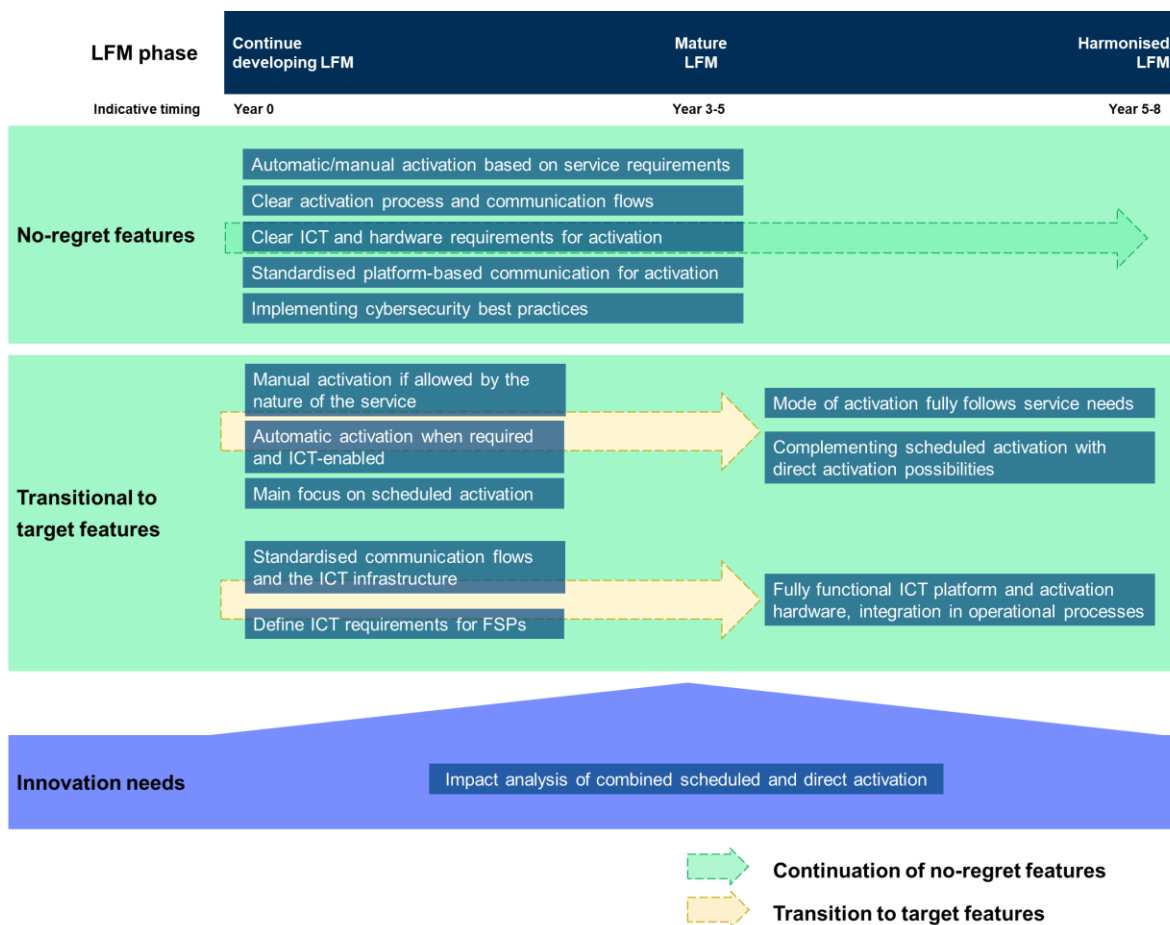 LFM phase
Continue
developing LFM
Mature
LFM
Harmonised
LFM
Indicative timing
Year 0
Year 3-5
Year 5-8
No-regret features
Automatic/manual activation based on service requirements
Clear activation process and communication flows
Clear ICT and hardware requirements for activation
Standardised platform-based communication for activation
Implementing cybersecurity best practices
Transitional to
target features
Manual activation if allowed by the
nature of the service
Automatic activation when required
and ICT-enabled
Main focus on scheduled activation
Mode of activation fully follows service needs
Complementing scheduled activation with
direct activation possibilities
Standardised communication flows
and the ICT infrastructure
Define ICT requirements for FSPs
Fully functional ICT platform and activation
hardware, integration in operational processes
Innovation needs
Impact analysis of combined scheduled and direct activation
Continuation of no-regret features
Transition to target features